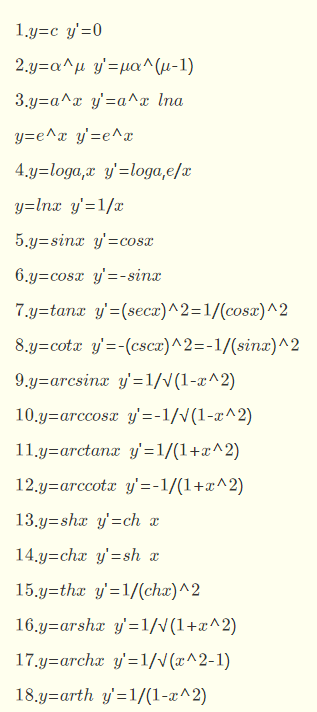 1.y=c y'=0
2.y=α^μ y'=μα^(μ-1)
3.y=a^x y'=a^x lna
y=e^x y'=e^x
4.y=loga,x y'=loga,e/x
y=lnx y'=1/x
5.y=sinx y'=cosx
6.y=cosx y'=-sinx
7.y=tanx y'=(secx)^2=1/(cosx)^2
8.y=cotx y'=-(cscx)^2=-1/(sinx)^2
9.y=arcsinx y'=1/√(1-x^2)
10.y=arccosx y'=-1/√(1-x^2)
11.y=arctanx y'=1/(1+x^2)
12.y=arccotx y'=-1/(1+x^2)
13.y=shx y'=ch x
14.y=chx y'=sh x
15.y=thx y'=1/(chx)^2
16.y=arshx y'=1/√(1+x^2)
17.y=archx y'=1/√(x^2-1)
18.y=arth y'=1/(1-x^2)